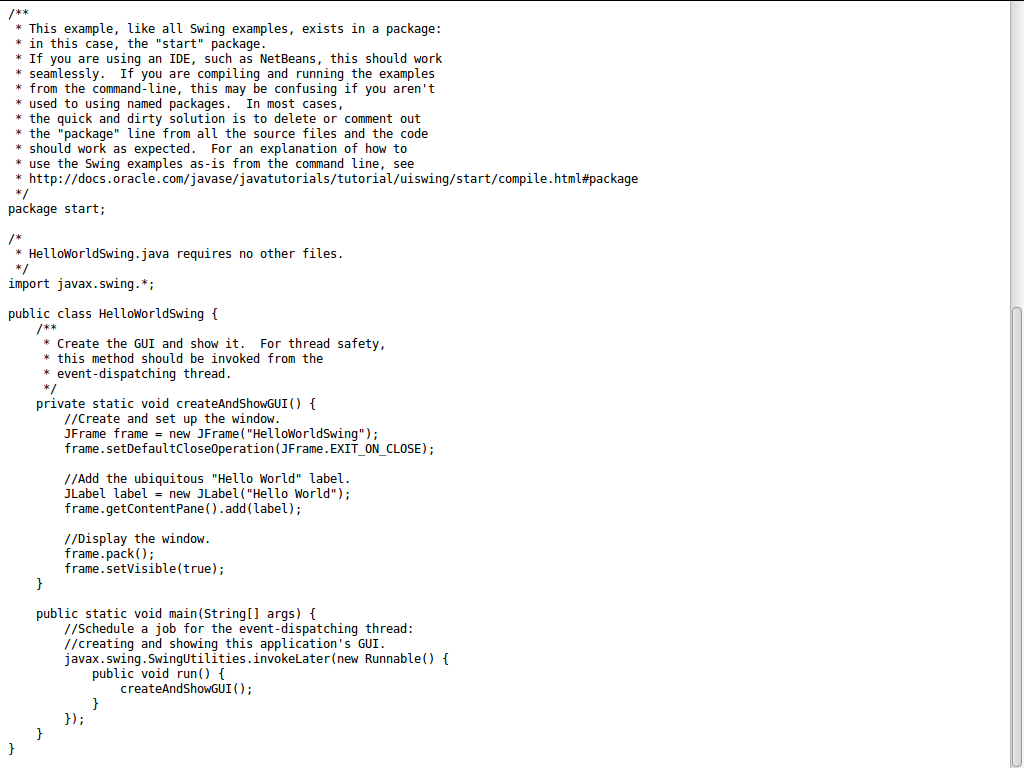 /**
 * This example, like all Swing examples, exists in a package:
 * in this case, the "start" package.
 * If you are using an IDE, such as NetBeans, this should work
 * seamlessly.  If you are compiling and running the examples
 * from the command-line, this may be confusing if you aren't
 * used to using named packages.  In most cases,
 * the quick and dirty solution is to delete or comment out
 * the "package" line from all the source files and the code
 * should work as expected.  For an explanation of how to
 * use the Swing examples as-is from the command line, see
 * http://docs.oracle.com/javase/javatutorials/tutorial/uiswing/start/compile.html#package
 */
package start;

/*
 * HelloWorldSwing.java requires no other files.
 */
import javax.swing.*;

public class HelloWorldSwing {
    /**
     * Create the GUI and show it.  For thread safety,
     * this method should be invoked from the
     * event-dispatching thread.
     */
    private static void createAndShowGUI() {
        //Create and set up the window.
        JFrame frame = new JFrame("HelloWorldSwing");
        frame.setDefaultCloseOperation(JFrame.EXIT_ON_CLOSE);

        //Add the ubiquitous "Hello World" label.
        JLabel label = new JLabel("Hello World");
        frame.getContentPane().add(label);

        //Display the window.
        frame.pack();
        frame.setVisible(true);
    }

    public static void main(String[] args) {
        //Schedule a job for the event-dispatching thread:
        //creating and showing this application's GUI.
        javax.swing.SwingUtilities.invokeLater(new Runnable() {
            public void run() {
                createAndShowGUI();
            }
        });
    }
}